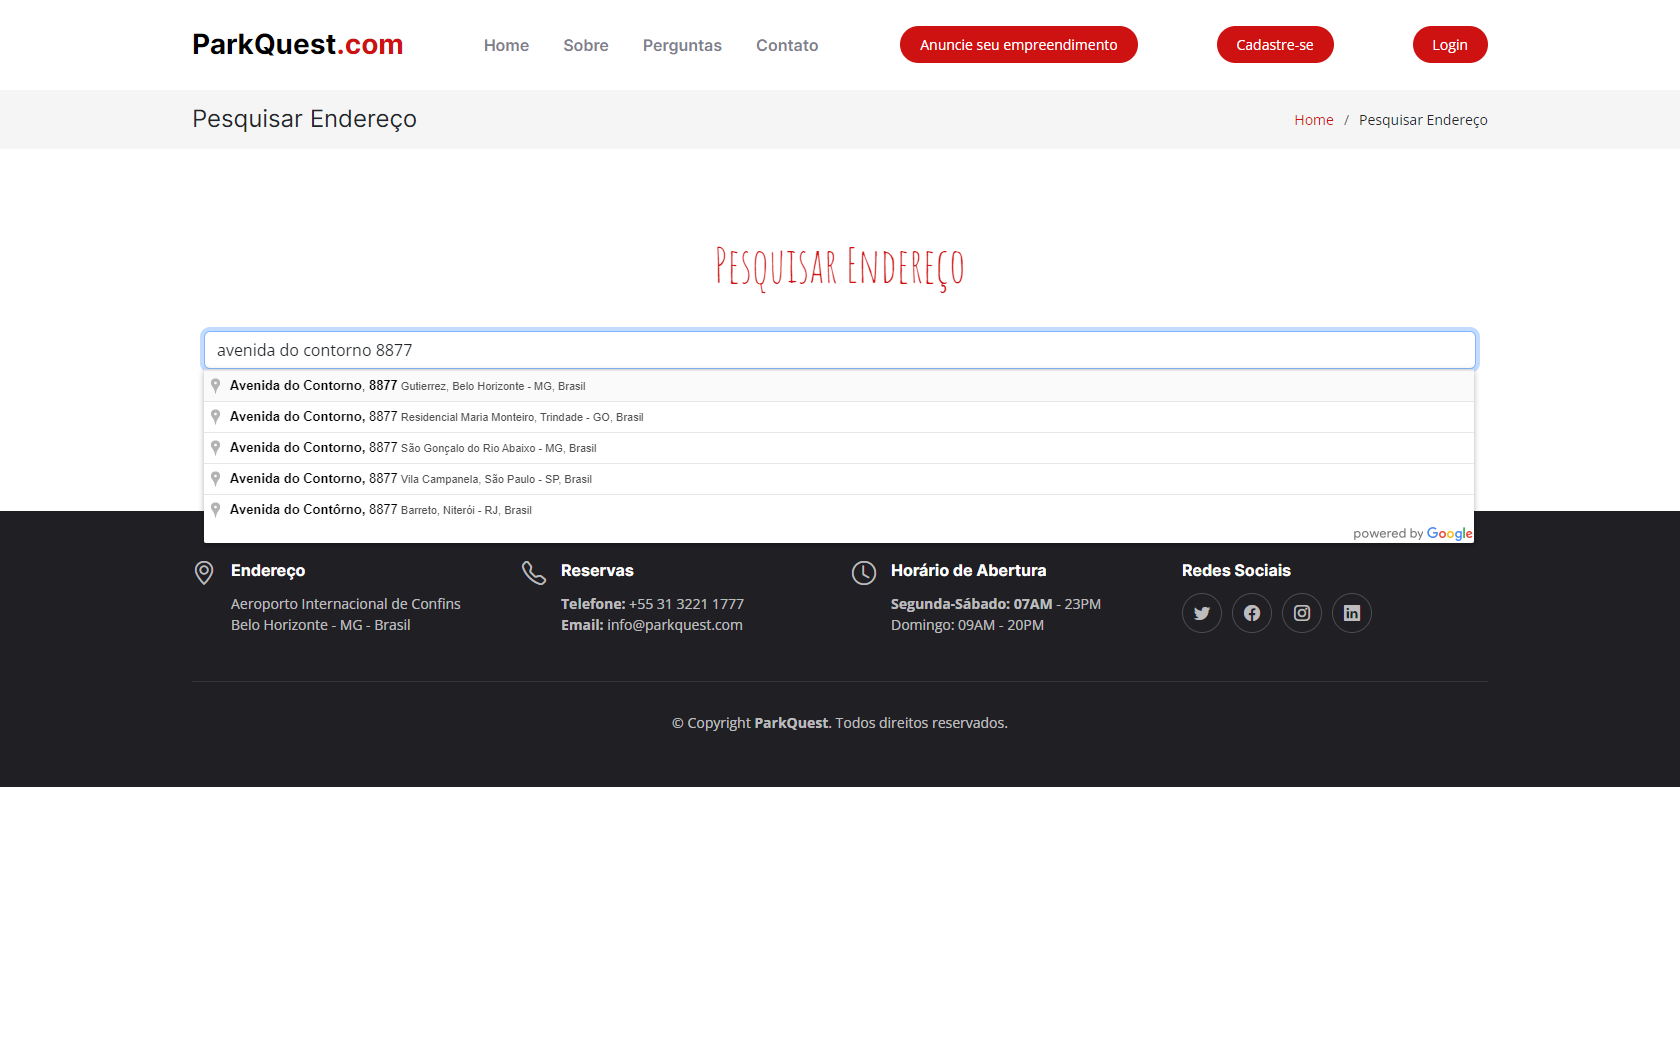 ParkQuest.com
Home
Sobre
Perguntas
Contato
Anuncie seu empreendimento
Cadastre-se
Login
Pesquisar Endereço
Home / Pesquisar Endereço
Pesquisar Endereço
avenida do contorno 8877
Avenida do Contorno, 8877 Gutierrez, Belo Horizonte - MG, Brasil
Avenida do Contorno, 8877 Residencial Maria Monteiro, Trindade - GO, Brasil
Avenida do Contorno, 8877 São Gonçalo do Rio Abaixo - MG, Brasil
Avenida do Contorno, 8877 Vila Campanela, São Paulo - SP, Brasil
Avenida do Contôrno, 8877 Barreto, Niterói - RJ, Brasil
powered by Google
Endereço
Aeroporto Internacional de Confins
Belo Horizonte - MG - Brasil
Reservas
Telefone: +55 31 3221 1777
Email: info@parkquest.com
Horário de Abertura
Segunda-Sábado: 07AM - 23PM
Domingo: 09AM - 20PM
Redes Sociais
© Copyright ParkQuest. Todos direitos reservados.